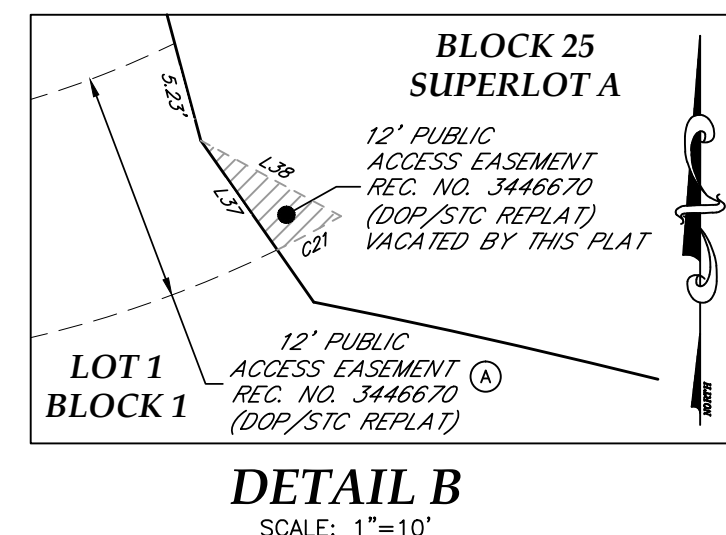 BLOCK 25
SUPERLOT A
5.23'
12' PUBLIC
ACCESS EASEMENT
REC. NO. 3446670
(DOP/STC REPLAT)
VACATED BY THIS PLAT
L38
L37
C21
LOT 1
BLOCK 1
12' PUBLIC
ACCESS EASEMENT A
REC. NO. 3446670
(DOP/STC REPLAT)
NORTH
DETAIL B
SCALE: 1"=10'